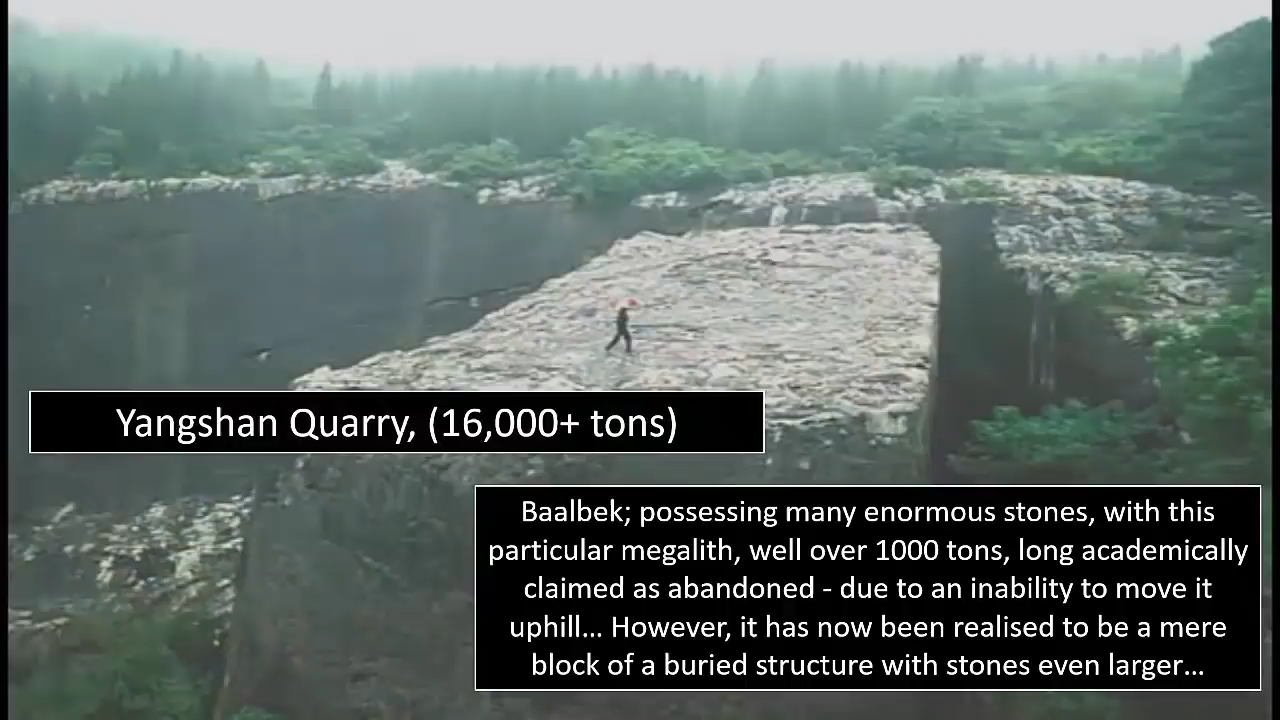 Yangshan Quarry, (16,000+ tons)
Baalbek; possessing many enormous stones, with this
particular megalith, well over 1000 tons, long academically
claimed as abandoned - due to an inability to move it
uphill... However, it has now been realised to be a mere
block of a buried structure with stones even larger...